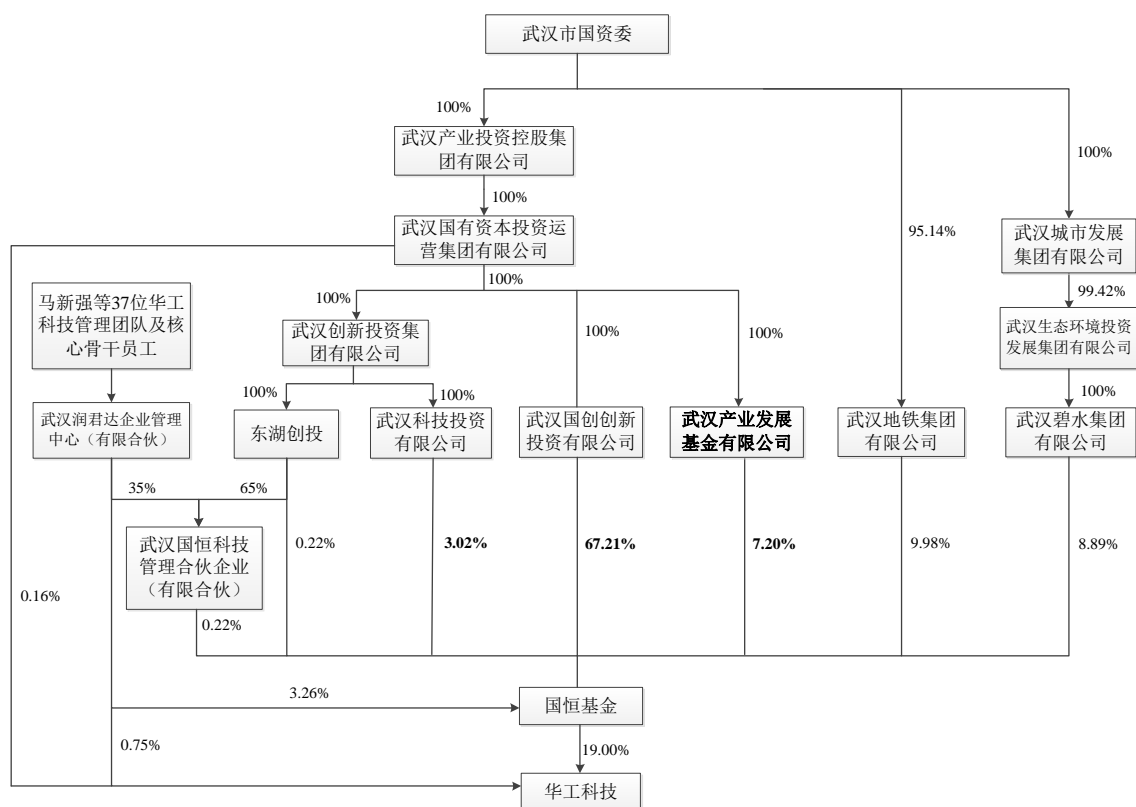 武汉市国资委
100%
武汉产业投资控股集
团有限公司
100%
100%
武汉国有资本投资运
营集团有限公司
95.14%
武汉城市发展
集团有限公司
100%
99.42%
马新强等37位华工
科技管理团队及核
心骨干员工
100%
武汉创新投资集
团有限公司
100%
100%
武汉生态环境投资
发展集团有限公司
100%
100%
100%
武汉润君达企业管理
中心（有限合伙）
东湖创投
武汉科技投资
有限公司
武汉国创创新
投资有限公司
武汉产业发展
基金有限公司
武汉地铁集团
有限公司
武汉碧水集团
有限公司
35%
65%
武汉国恒科技
管理合伙企业
（有限合伙）
0.22%
3.02%
67.21%
7.20%
9.98%
8.89%
0.16%
0.22%
3.26%
国恒基金
0.75%
19.00%
华工科技